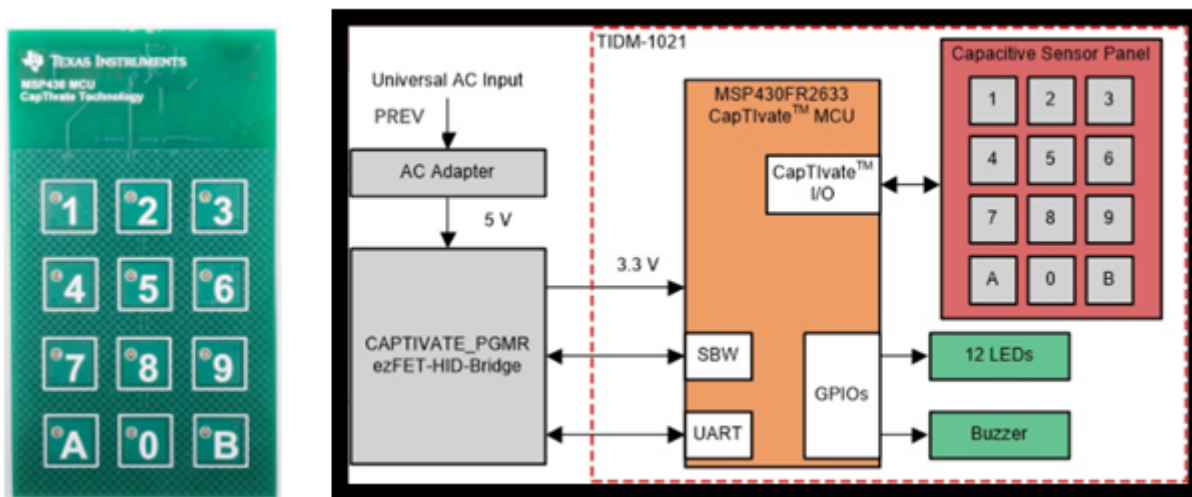 TEXAS INSTRUMENTS
MSP430 MCU
CapTIvate Technology
1 2 3
4 5 6
7 8 9
A 0 B
TIDM-1021
Universal AC Input
PREV
AC Adapter
5 V
CAPTIVATE_PGMR
ezFET-HID-Bridge
3.3 V
MSP430FR2633
CapTIvate™ MCU
CapTIvate™
I/O
SBW
UART
GPIOs
Capacitive Sensor Panel
1 2 3
4 5 6
7 8 9
A 0 B
12 LEDs
Buzzer